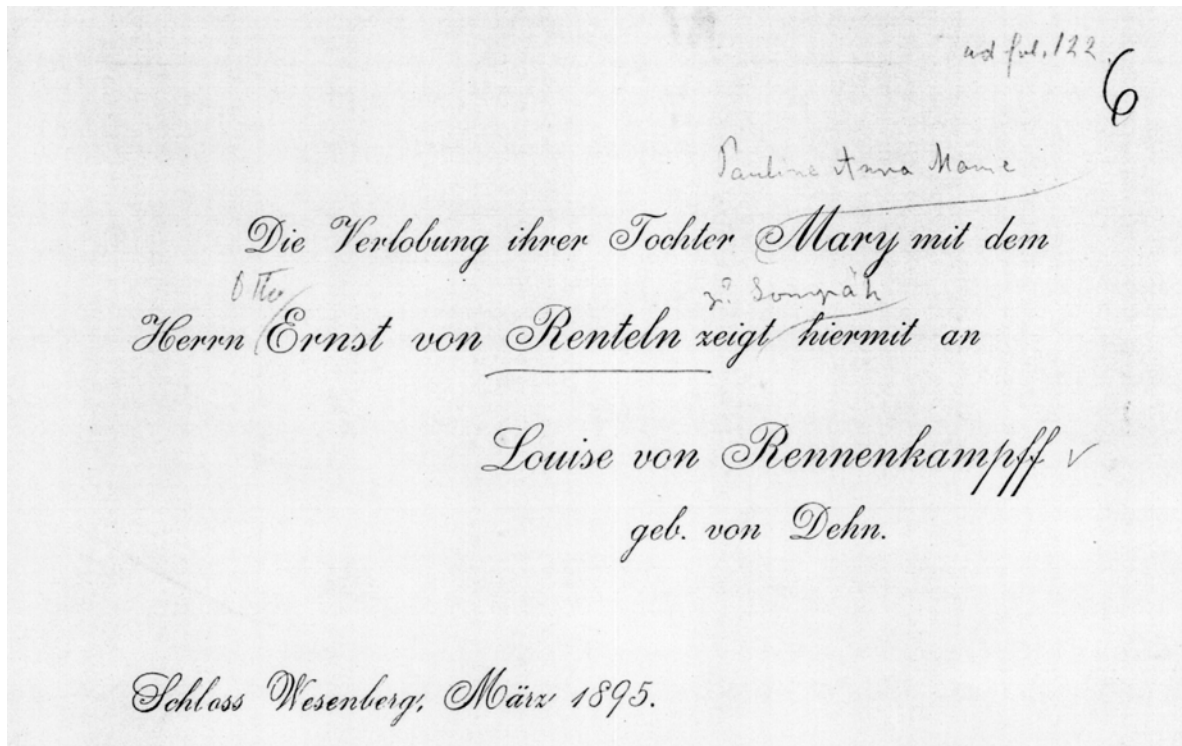 ad fol. 122.
6
Pauline Anna Marie
Die Verlobung ihrer Tochter Mary mit dem
Otto
Herrn Ernst von Renteln zeigt hiermit an
Louise von Rennenkampff
geb. von Dehn.
Schloss Wesenberg, März 1895.